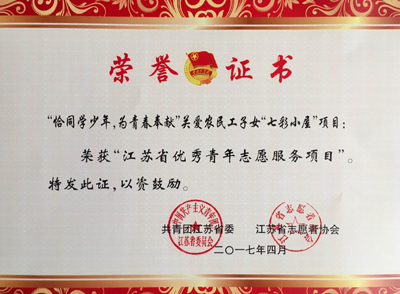 荣誉证书
“恰同学少年，为青春奉献”关爱农民工子女“七彩小屋”项目：
荣获“江苏省优秀青年志愿服务项目”。
特发此证，以资鼓励。
共青团江苏省委 江苏省志愿者协会
二〇一七年四月